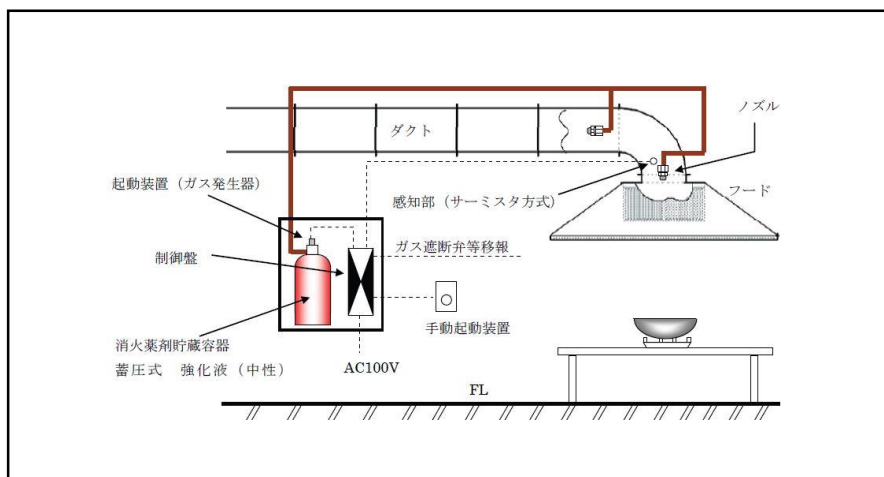 ノズル
ダクト
起動装置（ガス発生器）
感知部（サーミスタ方式）
フード
ガス遮断弁等移報
制御盤
手動起動装置
消火薬剤貯蔵容器
蓄圧式　強化液（中性）
AC100V
FL